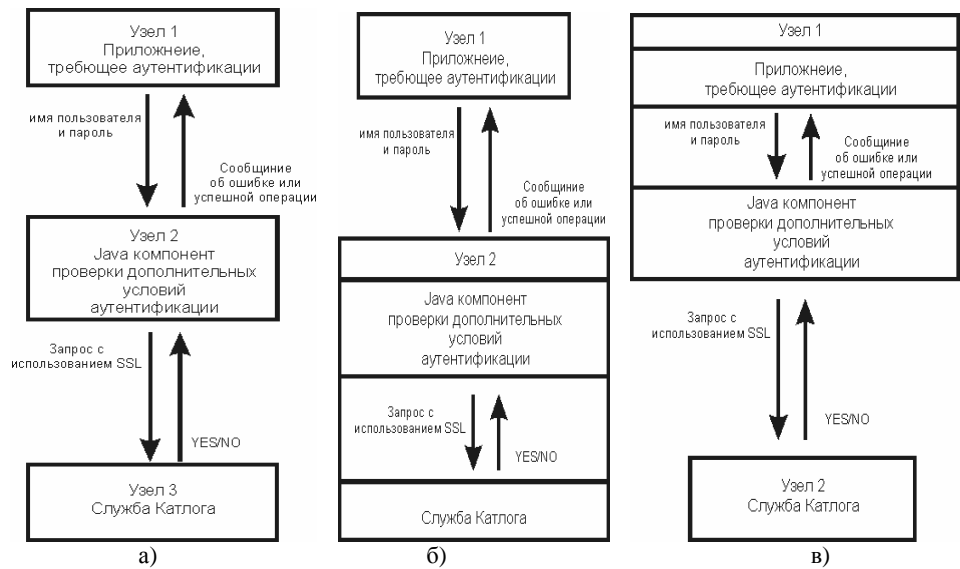 Узел 1
Приложнеие,
требющее аутентификации
имя пользователя
и пароль
Сообщиние
об ошибке или
успешной операции
Узел 2
Java компонент
проверки дополнительных
условий
аутентификации
Запрос с
использованием SSL
YES/NO
Узел 3
Служба Катлога
а)
Узел 1
Приложнеие,
требющее аутентификации
имя пользователя
и пароль
Сообщиние
об ошибке или
успешной операции
Узел 2
Java компонент
проверки дополнительных
условий
аутентификации
Запрос с
использованием SSL
YES/NO
Служба Катлога
б)
Узел 1
Приложнеие,
требющее аутентификации
имя пользователя
и пароль
Сообщиние
об ошибке или
успешной операции
Java компонент
проверки дополнительных
условий
аутентификации
Запрос с
использованием SSL
YES/NO
Узел 2
Служба Катлога
в)